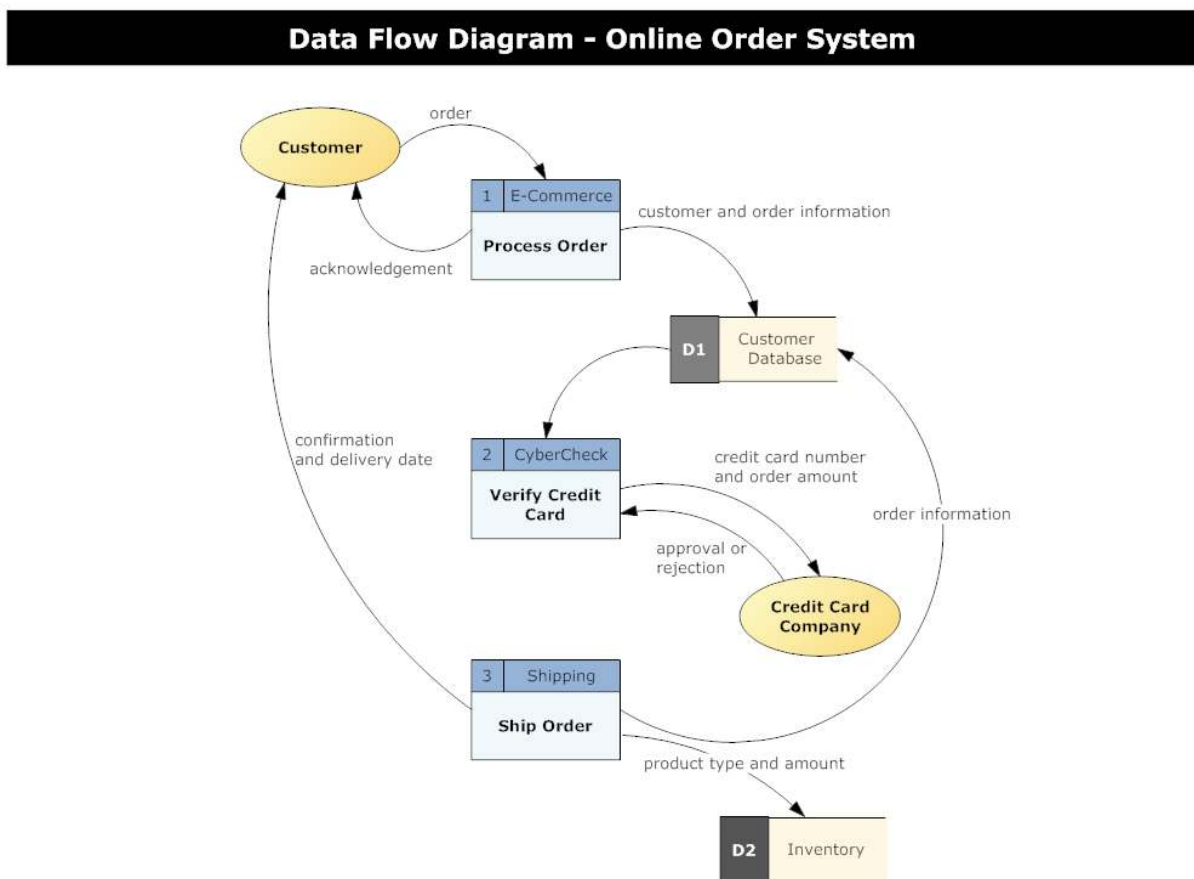 Data Flow Diagram - Online Order System
order
Customer
1 E-Commerce
customer and order information
Process Order
acknowledgement
D1
Customer
Database
confirmation
and delivery date
2 CyberCheck
credit card number
and order amount
Verify Credit
Card
order information
approval or
rejection
Credit Card
Company
3 Shipping
Ship Order
product type and amount
D2 Inventory